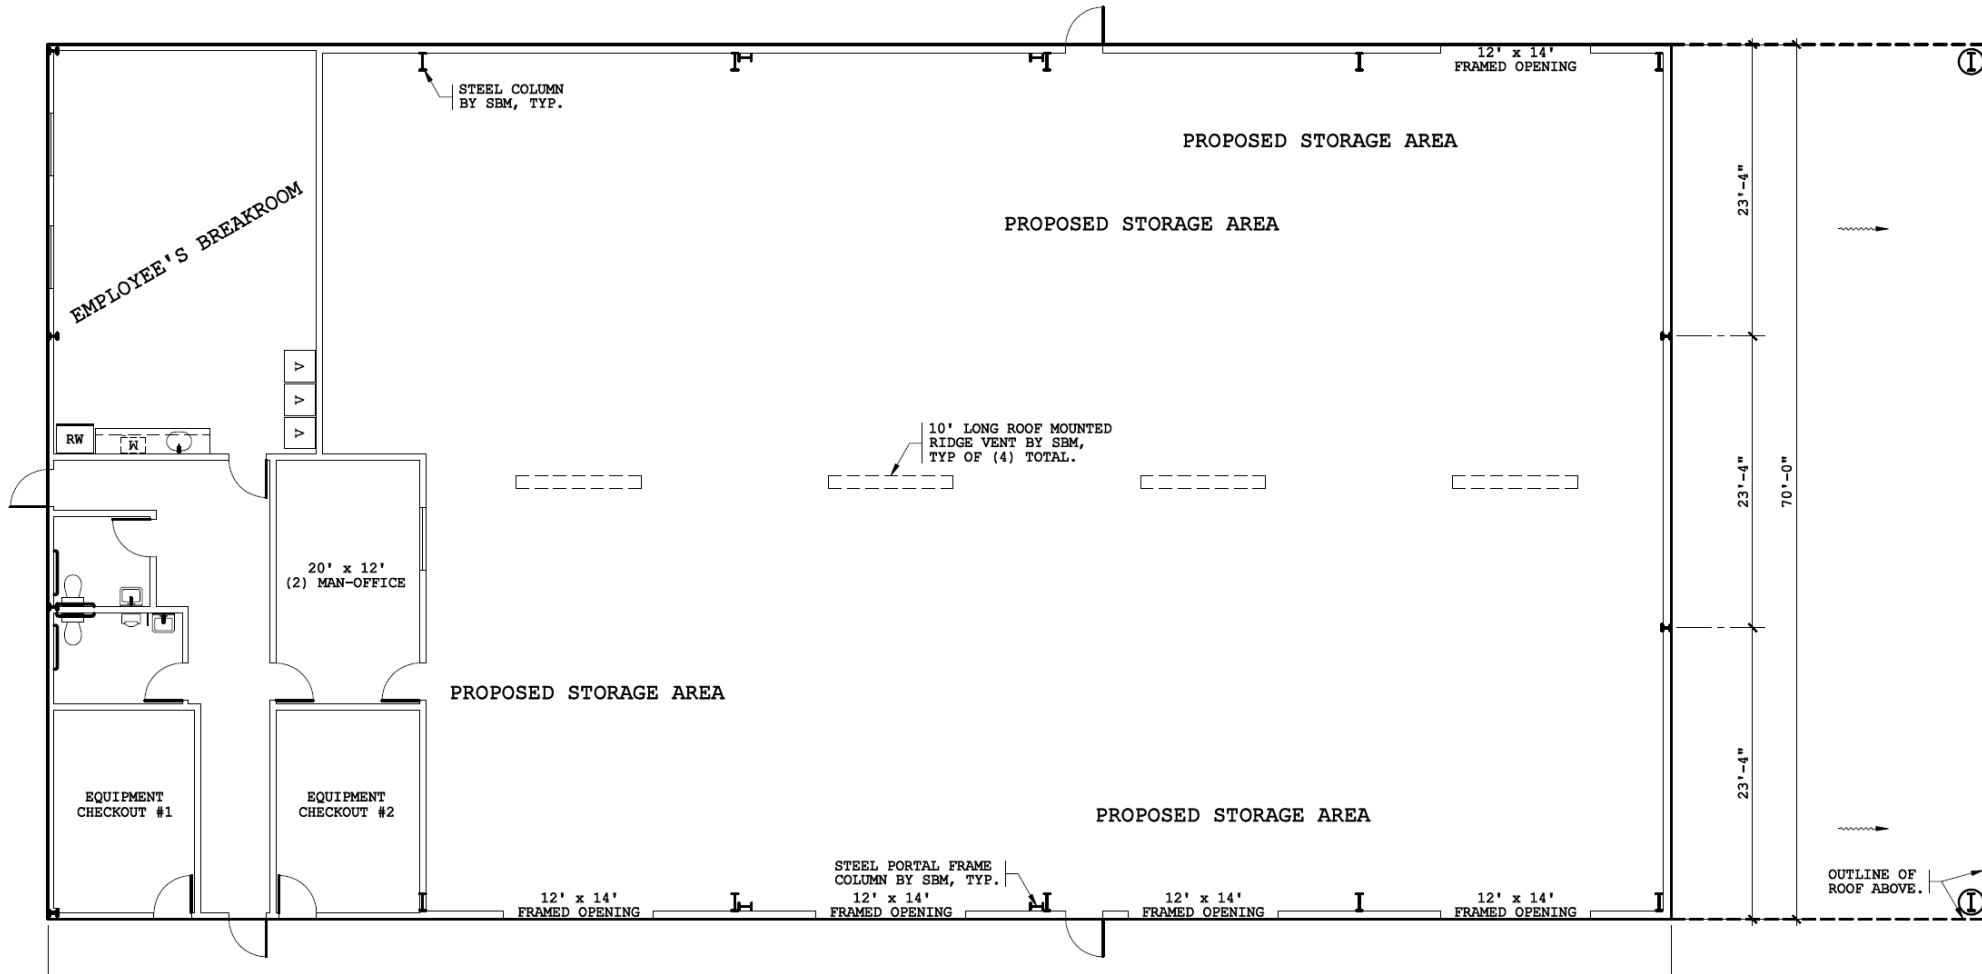 12' x 14'
FRAMED OPENING
STEEL COLUMN
BY SBM, TYP.
PROPOSED STORAGE AREA
23'-4"
PROPOSED STORAGE AREA
EMPLOYEE'S BREAKROOM
V
V
V
RW
M
10' LONG ROOF MOUNTED
RIDGE VENT BY SBM,
TYP OF (4) TOTAL.
23'-4"
70'-0"
20' x 12'
(2) MAN-OFFICE
PROPOSED STORAGE AREA
23'-4"
EQUIPMENT
CHECKOUT #1
EQUIPMENT
CHECKOUT #2
PROPOSED STORAGE AREA
STEEL PORTAL FRAME
COLUMN BY SBM, TYP.
OUTLINE OF
ROOF ABOVE.
12' x 14'
FRAMED OPENING
12' x 14'
FRAMED OPENING
12' x 14'
FRAMED OPENING
12' x 14'
FRAMED OPENING